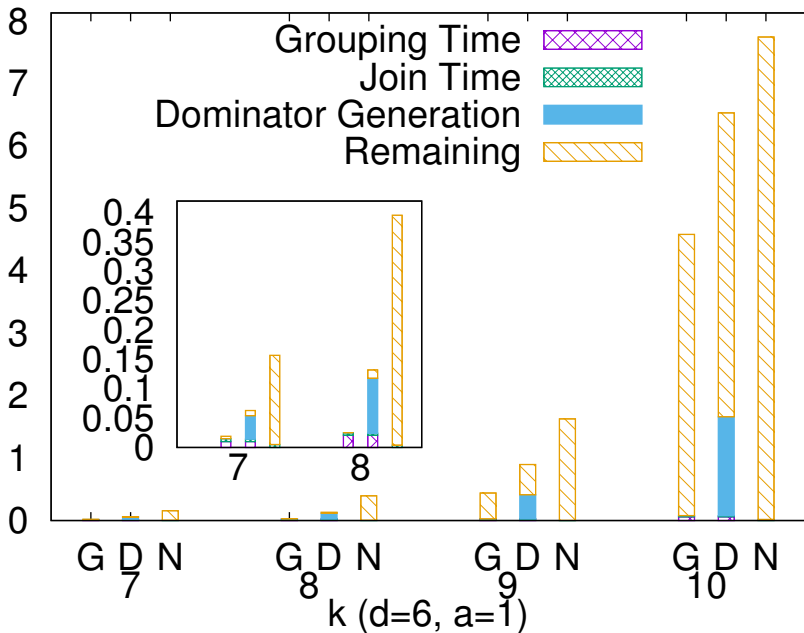 8
7
6
5
4
3
2
1
0
Grouping Time
Join Time
Dominator Generation
Remaining
0.4
0.35
0.3
0.25
0.2
0.15
0.1
0.05
0
7 8
G D N G D N G D N G D N
7 8 9 10
k (d=6, a=1)